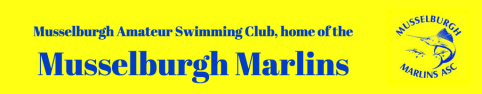 Musselburgh Amateur Swimming Club, home of the
Musselburgh Marlins
MUSSELBURGH
MARLINS ASC